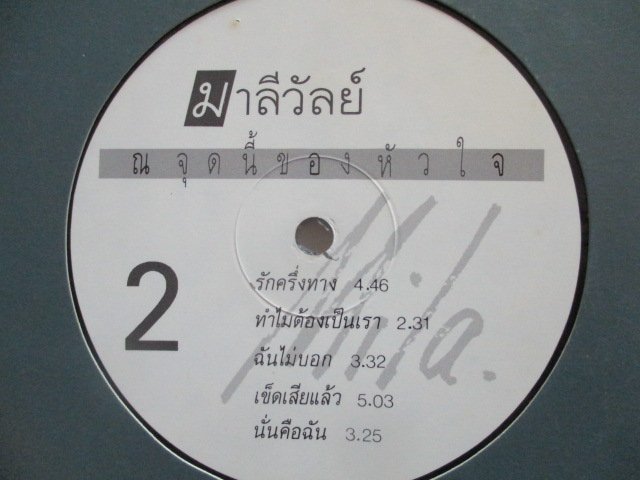 มาลีวัลย์
ณ จุดนี้ของหัวใจ
2
รักครึ่งทาง 4.46
ทำไมต้องเป็นเรา 2.31
ฉันไม่บอก 3.32
เข็ดเสียแล้ว 5.03
นั่นคือฉัน 3.25
Mila.